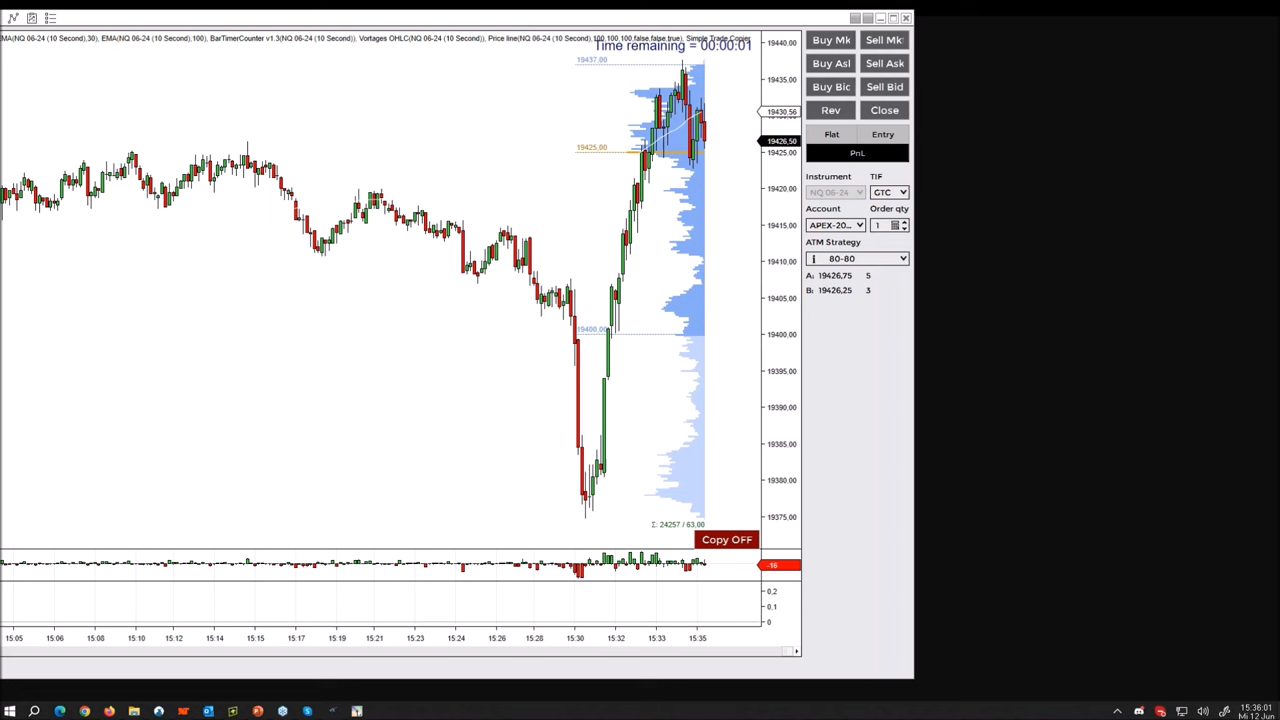 MA(NQ 06-24 (10 Second),30), EMA(NQ 06-24 (10 Second),100), BarTimerCounter v1.3(NQ 06-24 (10 Second)), Vortages OHLC(NQ 06-24 (10 Second)), Price line(NQ 06-24 (10 Second),100,100,100,false,false,true), Simple Trade Copier
Time remaining = 00:00:01
19437,00
19425,00
19400,00
Σ: 24257 / 63,00
Copy OFF
19440,00
19435,00
19430,56
19426,50
19425,00
19420,00
19415,00
19410,00
19405,00
19400,00
19395,00
19390,00
19385,00
19380,00
19375,00
-16
0,2
0,1
0
15:05 15:06 15:08 15:10 15:12 15:14 15:15 15:17 15:19 15:21 15:23 15:24 15:26 15:28 15:30 15:32 15:33 15:35
Buy Mk Sell Mk
Buy Asl Sell Ask
Buy Bic Sell Bid
Rev Close
Flat Entry
PnL
Instrument TIF
NQ 06-24 GTC
Account Order qty
APEX-20... 1
ATM Strategy
80-80
A: 19426,75 5
B: 19426,25 3
15:36:01
Mi 12 Jun